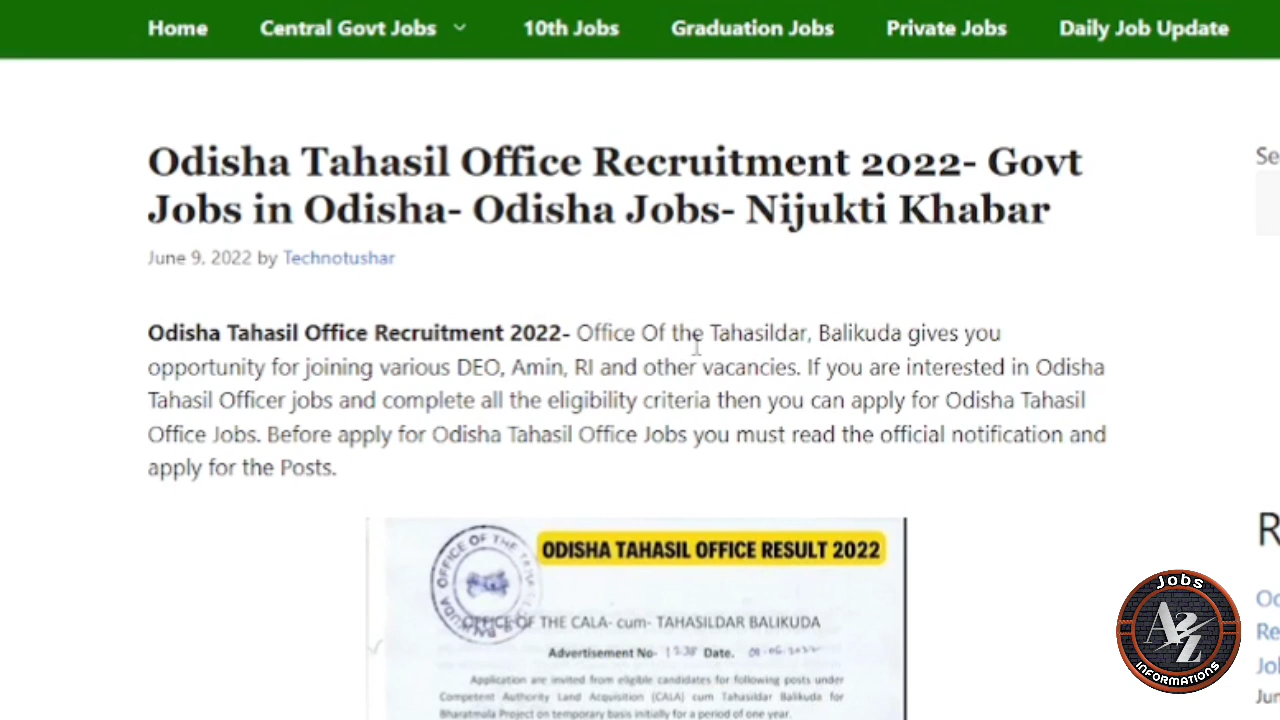 Home Central Govt Jobs 10th Jobs Graduation Jobs Private Jobs Daily Job Update
Odisha Tahasil Office Recruitment 2022- Govt
Jobs in Odisha- Odisha Jobs- Nijukti Khabar
Se
June 9, 2022 by Technotushar
Odisha Tahasil Office Recruitment 2022- Office Of the Tahasildar, Balikuda gives you
opportunity for joining various DEO, Amin, RI and other vacancies. If you are interested in Odisha
Tahasil Officer jobs and complete all the eligibility criteria then you can apply for Odisha Tahasil
Office Jobs. Before apply for Odisha Tahasil Office Jobs you must read the official notification and
apply for the Posts.
R
ODISHA TAHASIL OFFICE RESULT 2022
OFFICE OF THE
OFFICE OF THE CALA- cum- TAHASILDAR BALIKUDA
Advertisement No- Date.
Application are invited from eligible candidates for following posts under
Competent Authority Land Acquisition (CALA) cum Tahasildar Balikuda for
Bharatmala Project on temporary basis initially for a period of one year.
Jobs
A2Z
INFORMATIONS
Re
Jun